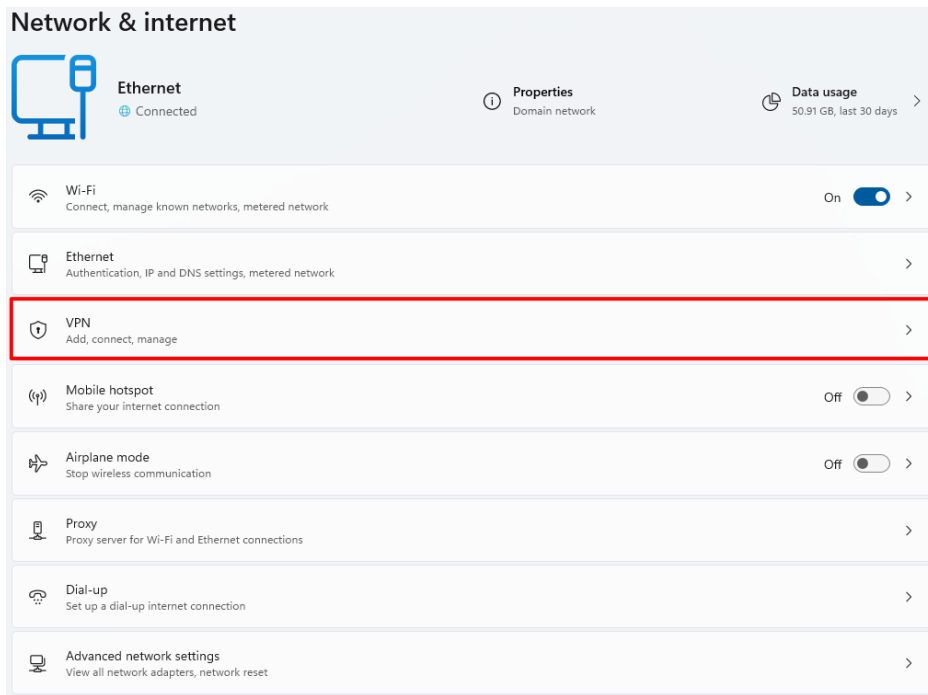 Network & internet
Ethernet
Connected
Properties
Domain network
Data usage
50.91 GB, last 30 days
Wi-Fi
Connect, manage known networks, metered network
On
Ethernet
Authentication, IP and DNS settings, metered network
VPN
Add, connect, manage
Mobile hotspot
Share your internet connection
Off
Airplane mode
Stop wireless communication
Off
Proxy
Proxy server for Wi-Fi and Ethernet connections
Dial-up
Set up a dial-up internet connection
Advanced network settings
View all network adapters, network reset